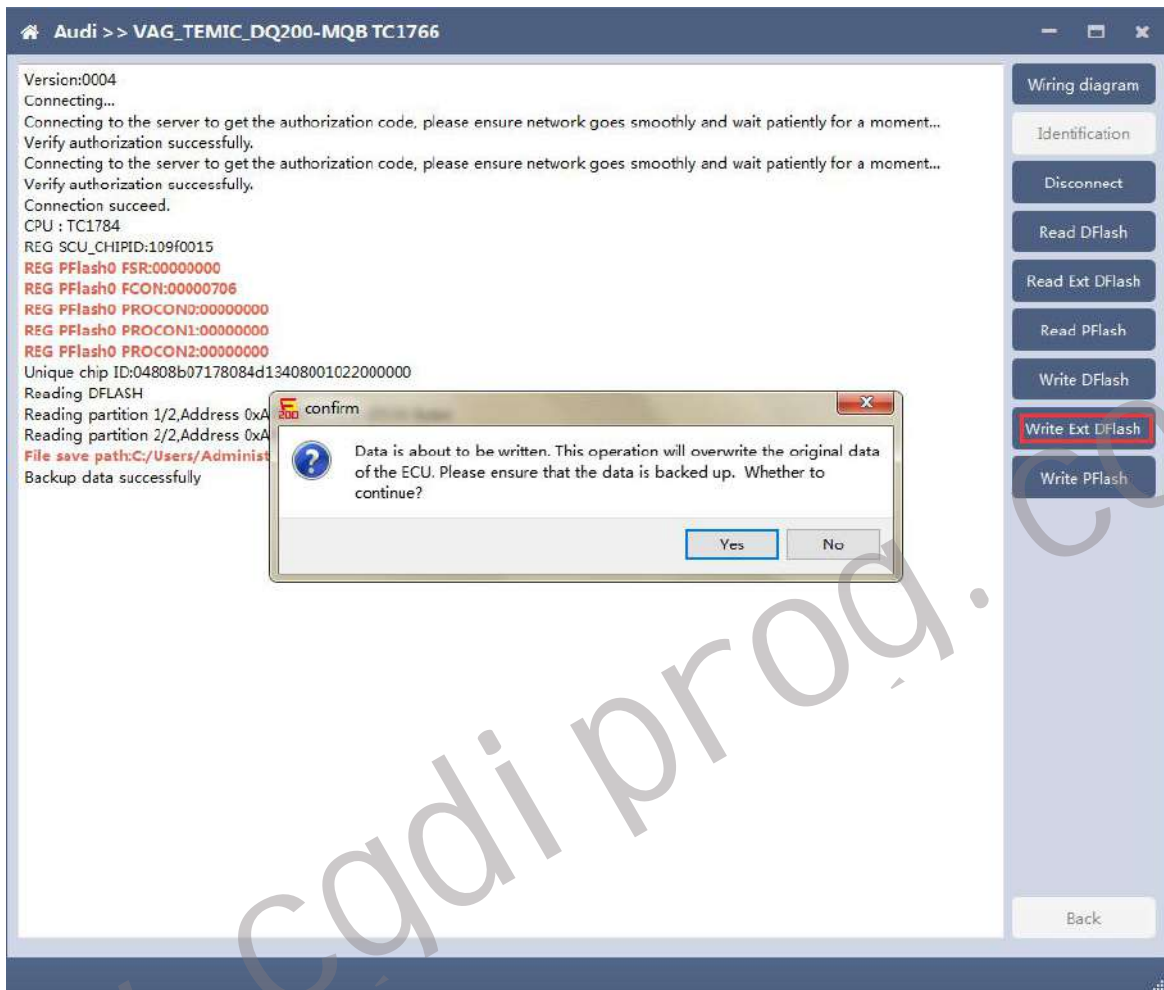 Audi >> VAG_TEMIC_DQ200-MQB TC1766
Version:0004
Connecting...
Connecting to the server to get the authorization code, please ensure network goes smoothly and wait patiently for a moment...
Verify authorization successfully.
Connecting to the server to get the authorization code, please ensure network goes smoothly and wait patiently for a moment...
Verify authorization successfully.
Connection succeed.
CPU : TC1784
REG SCU_CHIPID:109f0015
REG PFlash0 FSR:00000000
REG PFlash0 FCON:00000706
REG PFlash0 PROCON0:00000000
REG PFlash0 PROCON1:00000000
REG PFlash0 PROCON2:00000000
Unique chip ID:04808b07178084d13408001022000000
Reading DFLASH
Reading partition 1/2,Address 0xA
Reading partition 2/2,Address 0xA
File save path:C:/Users/Administ
Backup data successfully
confirm
Data is about to be written. This operation will overwrite the original data
of the ECU. Please ensure that the data is backed up. Whether to
continue?
Yes
No
Wiring diagram
Identification
Disconnect
Read DFlash
Read Ext DFlash
Read PFlash
Write DFlash
Write Ext DFlash
Write PFlash
Back
cgdiprog.co